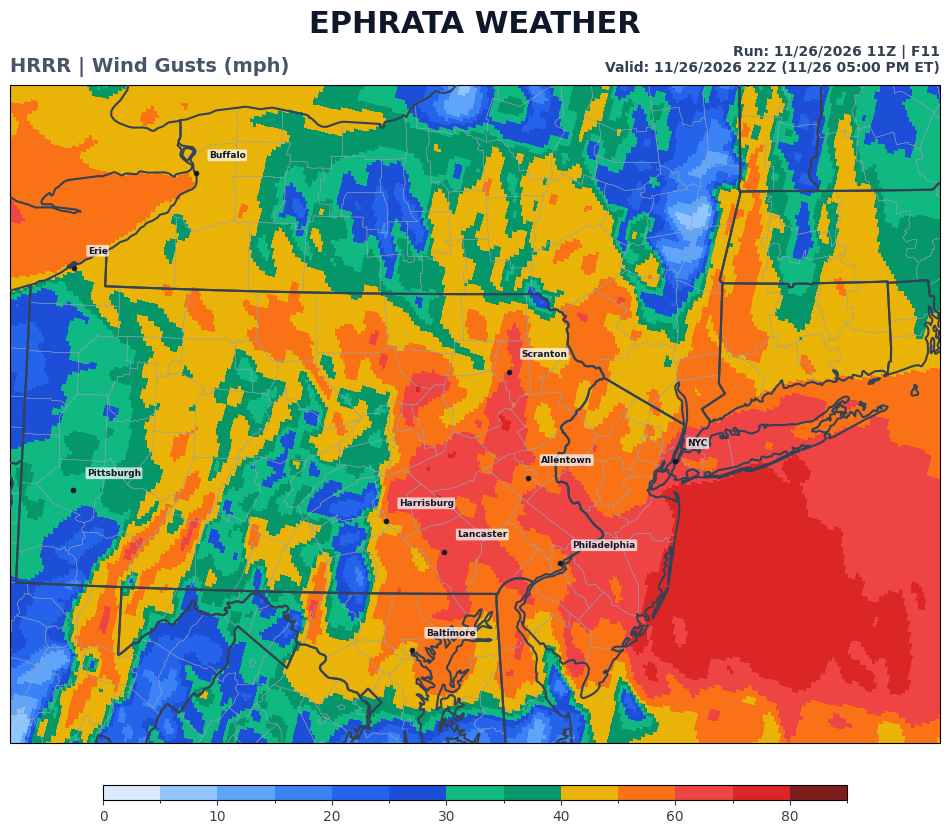 EPHRATA WEATHER
HRRR | Wind Gusts (mph)
Run: 11/26/2026 11Z | F11
Valid: 11/26/2026 22Z (11/26 05:00 PM ET)
Buffalo
Erie
Scranton
NYC
Allentown
Pittsburgh
Harrisburg
Lancaster
Philadelphia
Baltimore
0 10 20 30 40 50 60 70 80